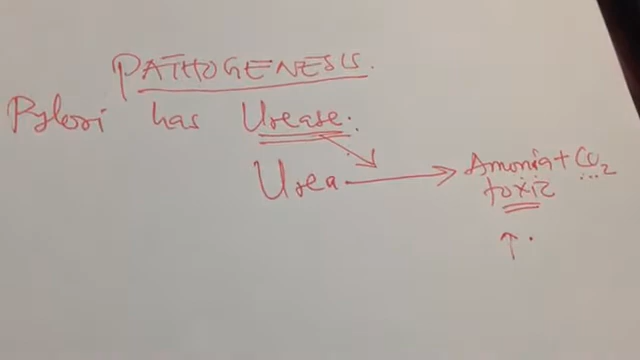 PATHOGENESIS.
Pylori has Urease.
Urea → Amonia + CO₂
toxic
↑